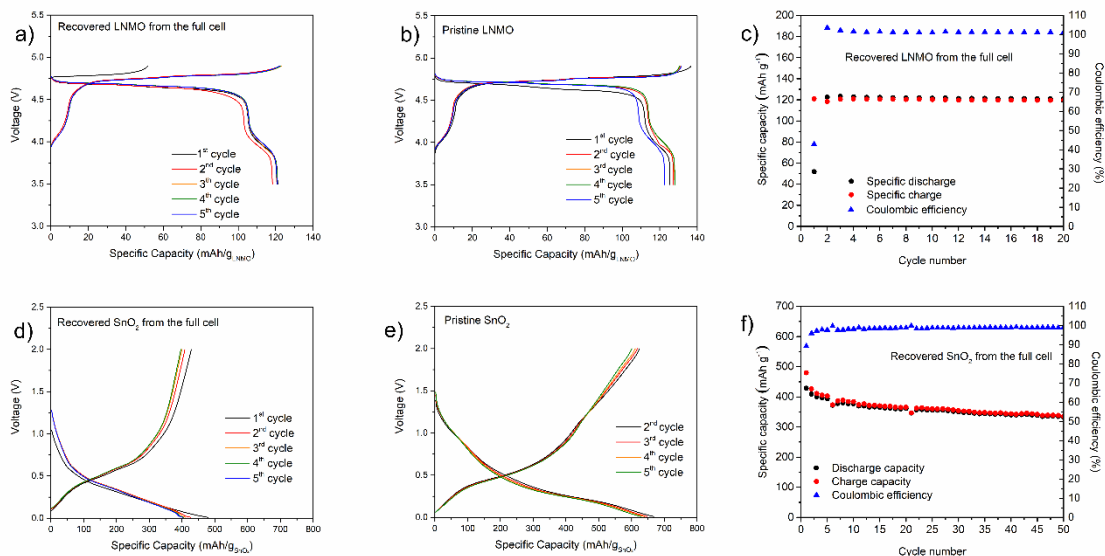 a)
Recovered LNMO from the full cell
Voltage (V)
5.0
4.5
4.0
3.5
3.0
1st cycle
2nd cycle
3th cycle
4th cycle
5th cycle
0 20 40 60 80 100 120 140
Specific Capacity (mAh/gLNMO)
b)
Pristine LNMO
Voltage (V)
5.0
4.5
4.0
3.5
3.0
1st cycle
2nd cycle
3rd cycle
4th cycle
5th cycle
0 20 40 60 80 100 120 140
Specific Capacity (mAh/gLNMO)
c)
Recovered LNMO from the full cell
Specific capacity (mAh g-1)
200
180
160
140
120
100
80
60
40
20
0
Specific discharge
Specific charge
Coulombic efficiency
0 2 4 6 8 10 12 14 16 18 20
Cycle number
110
100
90
80
70
60
50
40
30
20
10
0
Coulombic efficiency (%)
d)
Recovered SnO2 from the full cell
Voltage (V)
2.5
2.0
1.5
1.0
0.5
0.0
1st cycle
2nd cycle
3rd cycle
4th cycle
5th cycle
0 100 200 300 400 500 600 700 800
Specific Capacity (mAh/gSnO2)
e)
Pristine SnO2
Voltage (V)
2.5
2.0
1.5
1.0
0.5
0.0
2nd cycle
3rd cycle
4th cycle
5th cycle
0 100 200 300 400 500 600 700 800
Specific Capacity (mAh/gSnO2)
f)
Recovered SnO2 from the full cell
Specific capacity (mAh g-1)
700
600
500
400
300
200
100
0
Discharge capacity
Charge capacity
Coulombic efficiency
0 5 10 15 20 25 30 35 40 45 50
Cycle number
110
100
90
80
70
60
50
40
30
20
10
0
Coulombic efficiency (%)